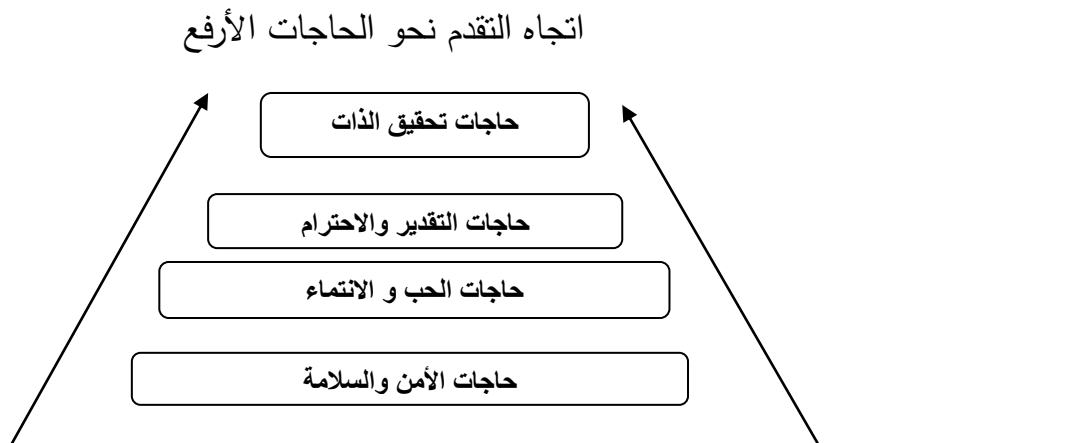 اتجاه التقدم نحو الحاجات الأرفع
حاجات تحقيق الذات
حاجات التقدير والاحترام
حاجات الحب و الانتماء
حاجات الأمن والسلامة